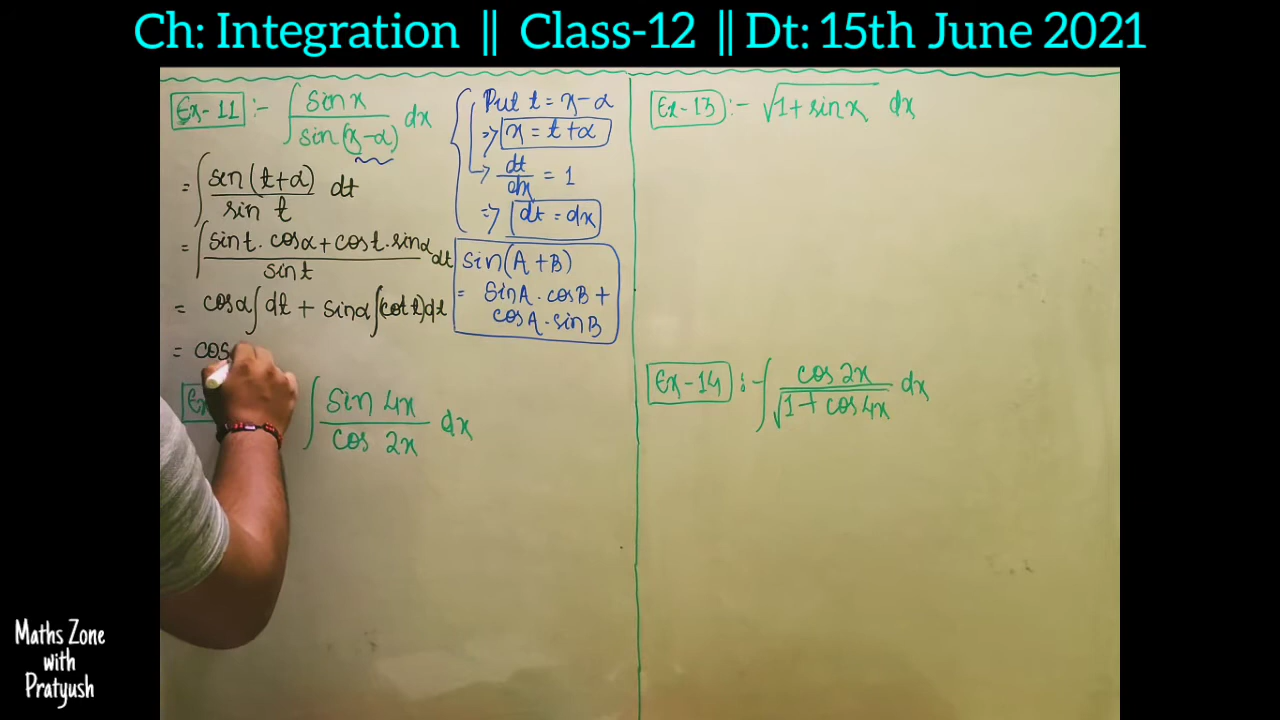 Ch: Integration || Class-12 || Dt: 15th June 2021
Ex-11 :- ∫ sin x / sin (x-α) dx
= ∫ sin (t+α) / sin t dt
= ∫ sin t . cos α + cos t . sin α / sin t dt
= cos α ∫ dt + sin α ∫ (cot t) dt
= cos
Put t = x-α
=> x = t+α
→ dt/dx = 1
=> dt = dx
sin(A+B)
= sin A . cos B +
cos A . sin B
Ex
∫ sin 4x / cos 2x dx
Ex-13 :- √1+sin x dx
Ex-14 :- ∫ cos 2x / √1+cos 4x dx
Maths Zone
with
Pratyush